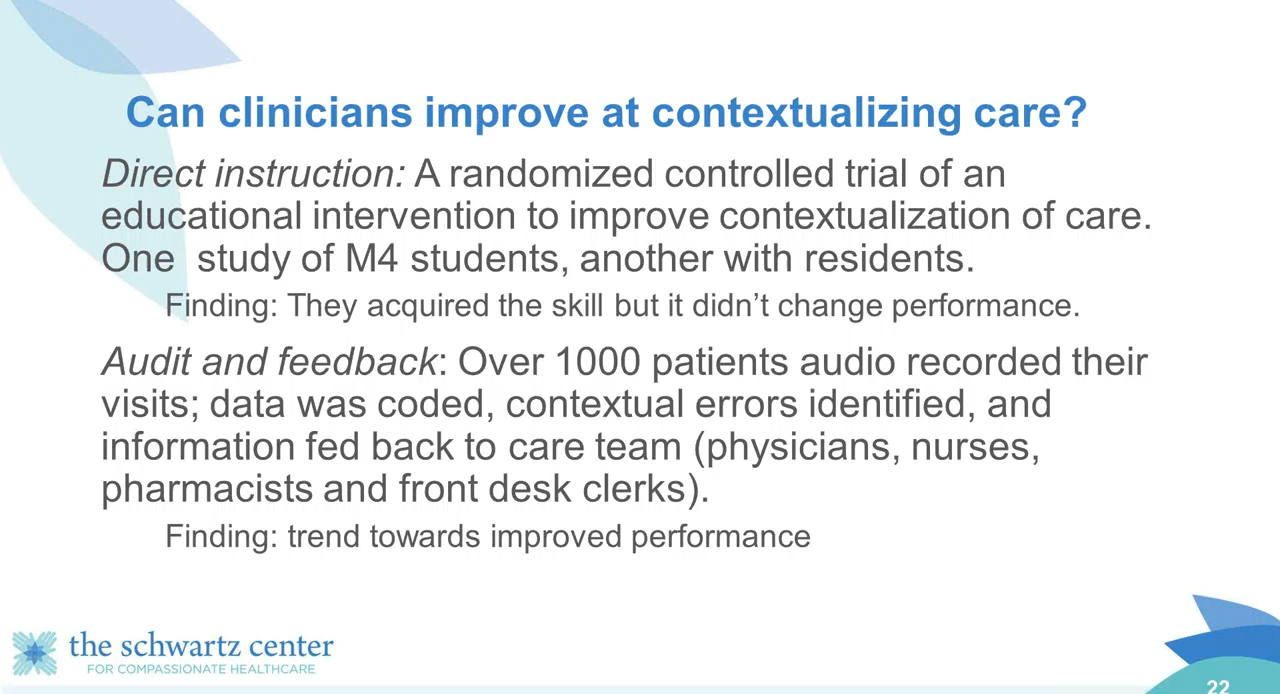 Can clinicians improve at contextualizing care?
Direct instruction: A randomized controlled trial of an
educational intervention to improve contextualization of care.
One  study of M4 students, another with residents.
Finding: They acquired the skill but it didn’t change performance.
Audit and feedback: Over 1000 patients audio recorded their
visits; data was coded, contextual errors identified, and
information fed back to care team (physicians, nurses,
pharmacists and front desk clerks).
Finding: trend towards improved performance
the schwartz center
FOR COMPASSIONATE HEALTHCARE
22